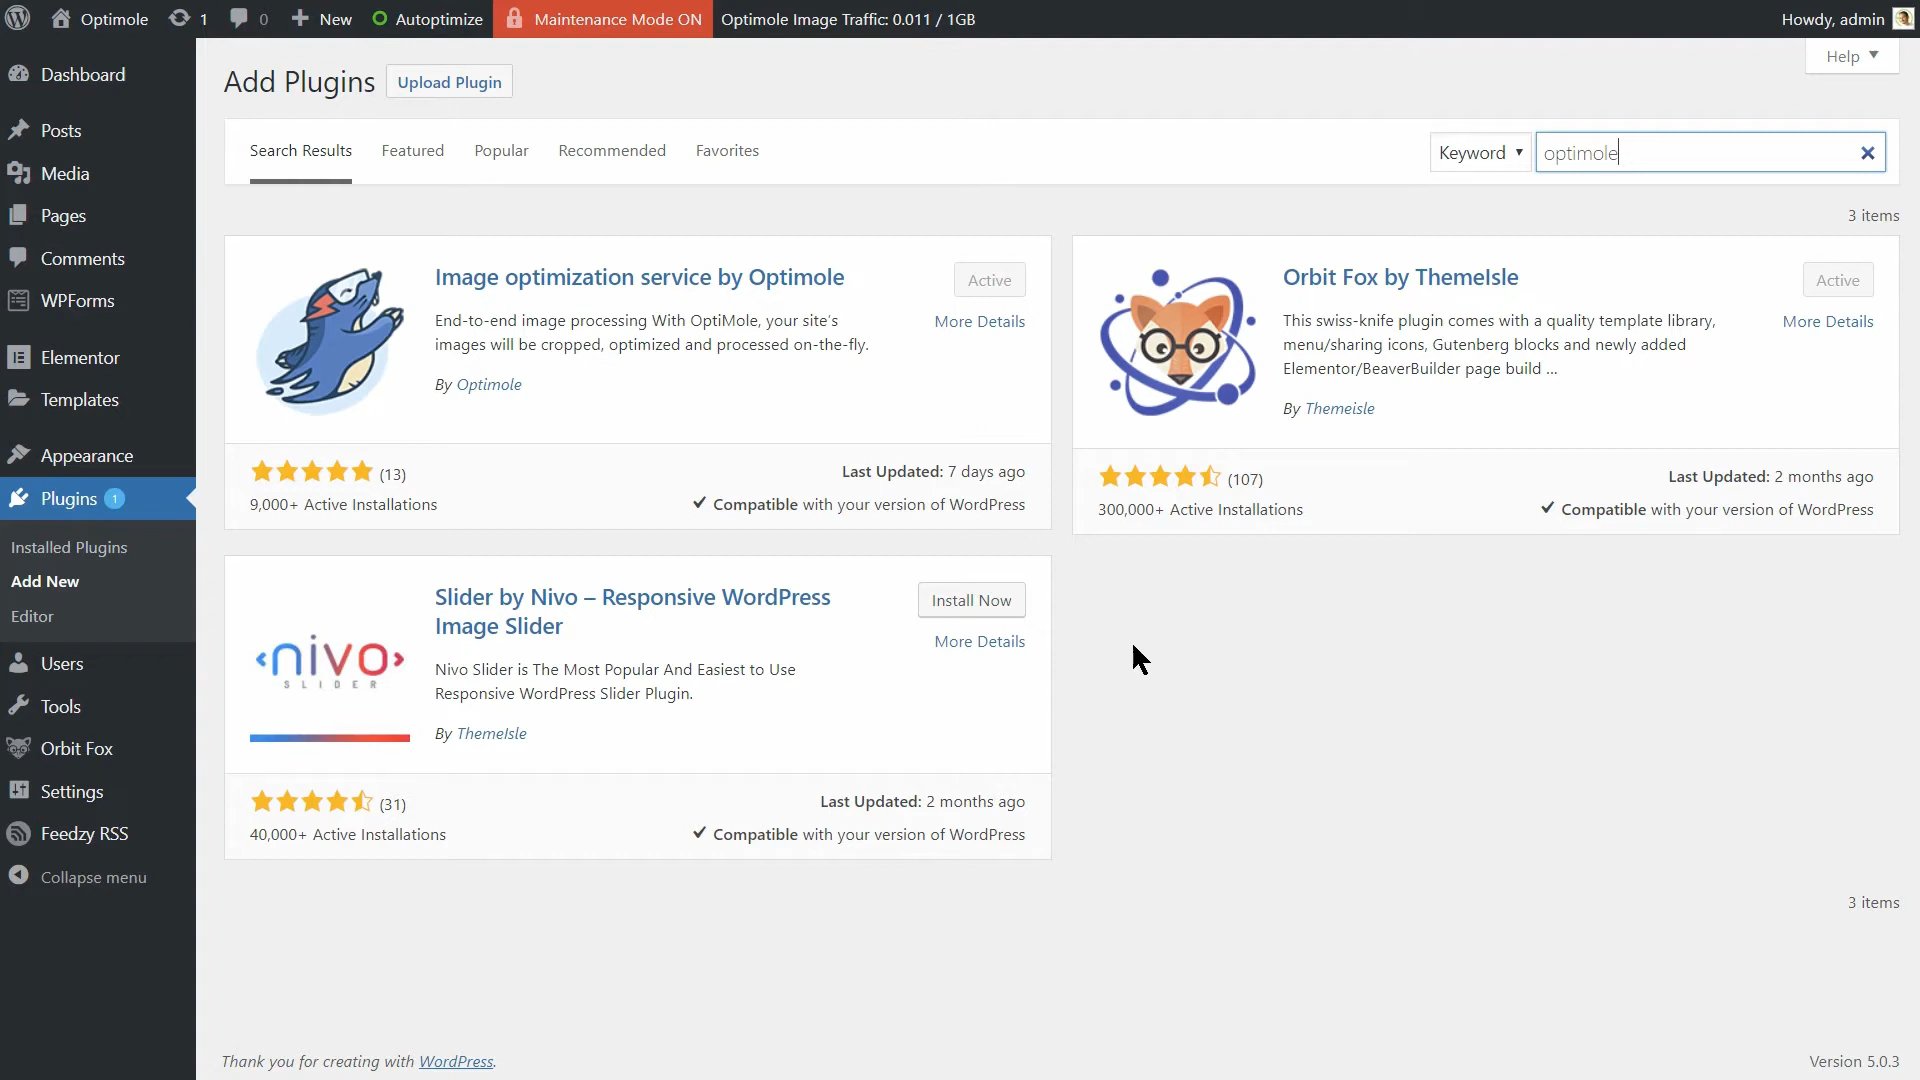 Optimole
1
0
New
Autoptimize
Maintenance Mode ON
Optimole Image Traffic: 0.011 / 1GB
Howdy, admin
Help
Dashboard
Posts
Media
Pages
Comments
WPForms
Elementor
Templates
Appearance
Plugins 1
Installed Plugins
Add New
Editor
Users
Tools
Orbit Fox
Settings
Feedzy RSS
Collapse menu
Add Plugins
Upload Plugin
Search Results
Featured
Popular
Recommended
Favorites
Keyword
optimole
3 items
Image optimization service by Optimole
Active
More Details
End-to-end image processing With OptiMole, your site's
images will be cropped, optimized and processed on-the-fly.
By Optimole
(13)
Last Updated: 7 days ago
9,000+ Active Installations
Compatible with your version of WordPress
Orbit Fox by ThemeIsle
Active
More Details
This swiss-knife plugin comes with a quality template library,
menu/sharing icons, Gutenberg blocks and newly added
Elementor/BeaverBuilder page build ...
By Themeisle
(107)
Last Updated: 2 months ago
300,000+ Active Installations
Compatible with your version of WordPress
nivo
SLIDER
Slider by Nivo – Responsive WordPress
Image Slider
Install Now
More Details
Nivo Slider is The Most Popular And Easiest to Use
Responsive WordPress Slider Plugin.
By ThemeIsle
(31)
Last Updated: 2 months ago
40,000+ Active Installations
Compatible with your version of WordPress
3 items
Thank you for creating with WordPress.
Version 5.0.3